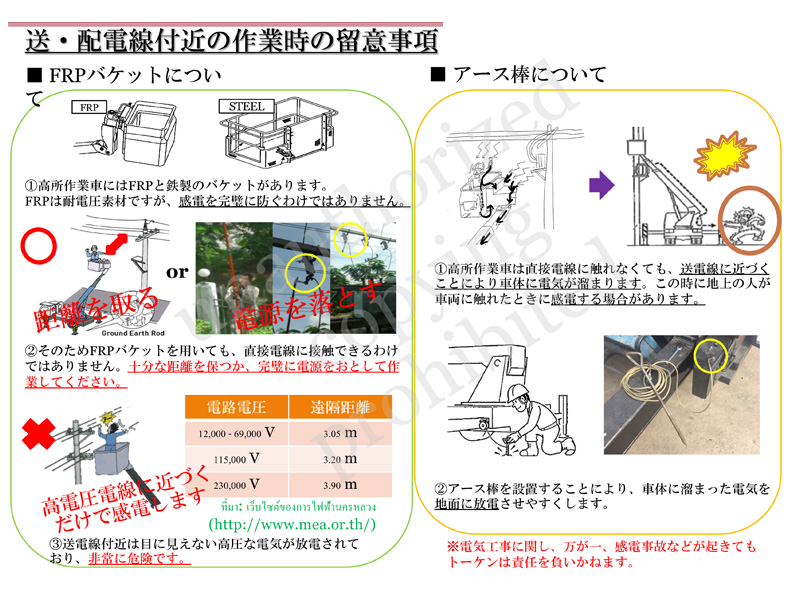 送・配電線付近の作業時の留意事項
■ FRPバケットについ
て
FRP
STEEL
①高所作業車にはFRPと鉄製のバケットがあります。
FRPは耐電圧素材ですが、感電を完璧に防ぐわけではありません。
or
距離を取る
電源を落とす
Ground Earth Rod
②そのためFRPバケットを用いても、直接電線に接触できるわけ
ではありません。十分な距離を保つか、完璧に電源をおとして作
業してください。
電路電圧 遠隔距離
12,000 - 69,000 V 3.05 m
115,000 V 3.20 m
230,000 V 3.90 m
高電圧電線に近づく
だけで感電します
ที่มา: เว็บไซต์ของการไฟฟ้านครหลวง
(http://www.mea.or.th/)
③送電線付近は目に見えない高圧な電気が放電されて
おり、非常に危険です。
■ アース棒について
①高所作業車は直接電線に触れなくても、送電線に近づく
ことにより車体に電気が溜まります。この時に地上の人が
車両に触れたときに感電する場合があります。
②アース棒を設置することにより、車体に溜まった電気を
地面に放電させやすくします。
※電気工事に関し、万が一、感電事故などが起きても
トーケンは責任を負いかねます。
unauthorized
copying
prohibited